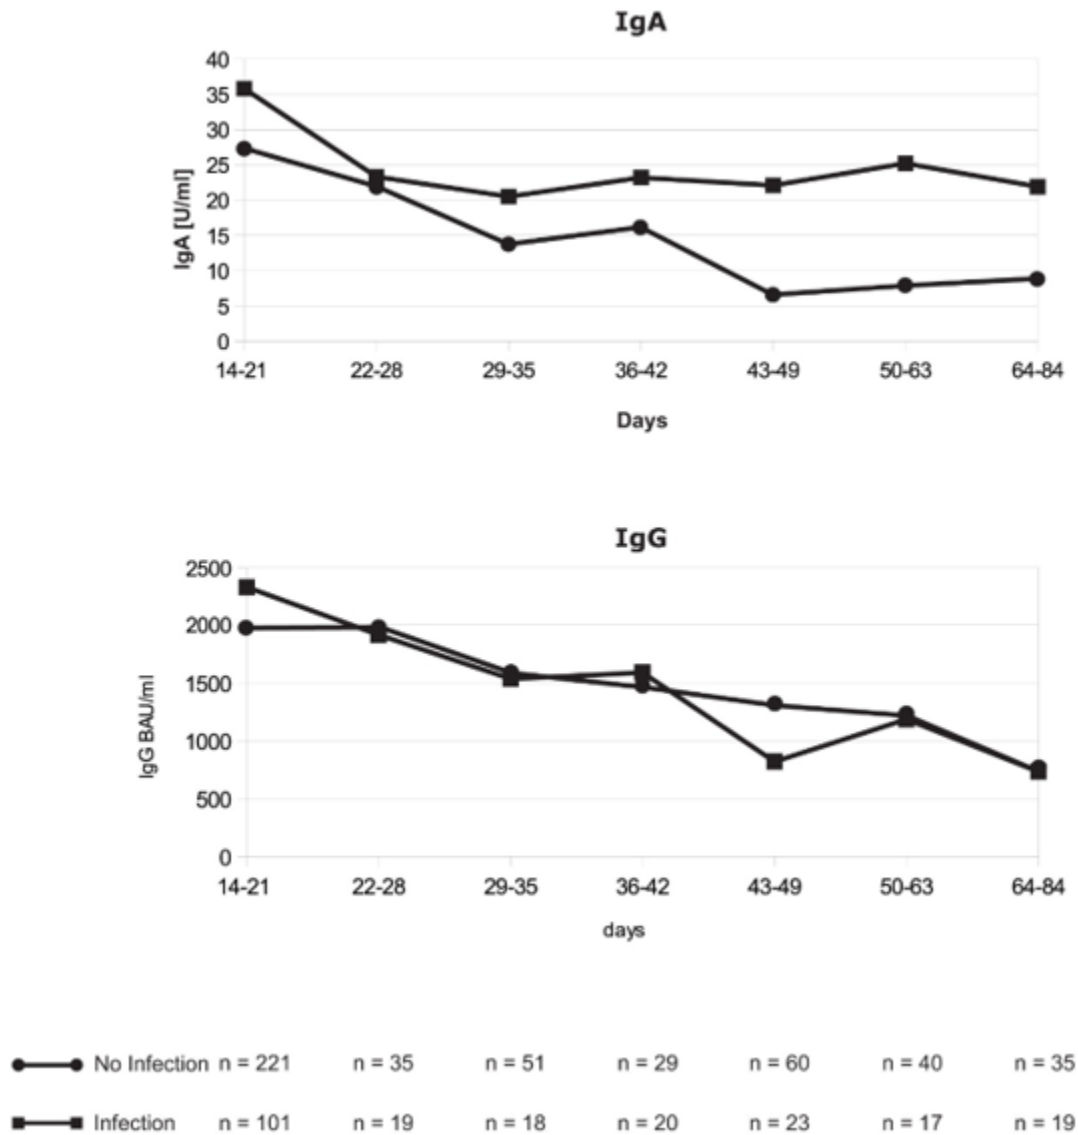 IgA
40
35
30
25
20
15
10
5
0
IgA [U/ml]
14-21 22-28 29-35 36-42 43-49 50-63 64-84
Days
IgG
2500
2000
1500
1000
500
0
IgG BAU/ml
14-21 22-28 29-35 36-42 43-49 50-63 64-84
days
No Infection n = 221 n = 35 n = 51 n = 29 n = 60 n = 40 n = 35
Infection n = 101 n = 19 n = 18 n = 20 n = 23 n = 17 n = 19